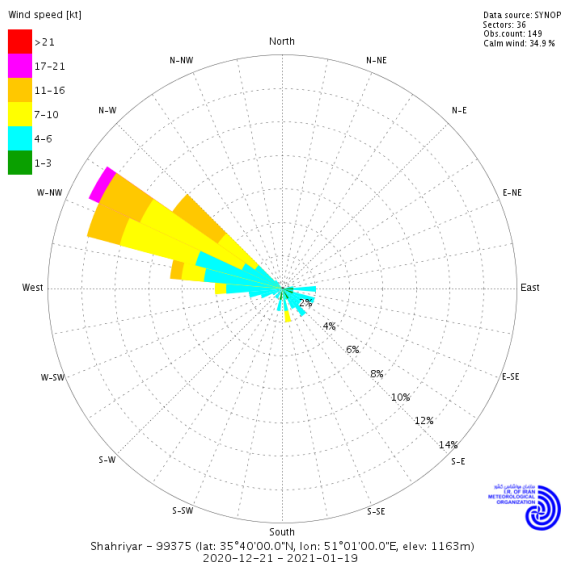 Wind speed [kt]
>21
17-21
11-16
7-10
4-6
1-3
Data source: SYNOP
Sectors: 36
Obs.count: 149
Calm wind: 34.9 %
North
N-NE
N-E
E-NE
East
E-SE
S-E
S-SE
South
S-SW
S-W
W-SW
West
W-NW
N-W
N-NW
2%
4%
6%
8%
10%
12%
14%
سازمان هواشناسی کشور
I.R. OF IRAN
METEOROLOGICAL
ORGANIZATION
Shahriyar - 99375 (lat: 35°40'00.0"N, lon: 51°01'00.0"E, elev: 1163m)
2020-12-21 - 2021-01-19